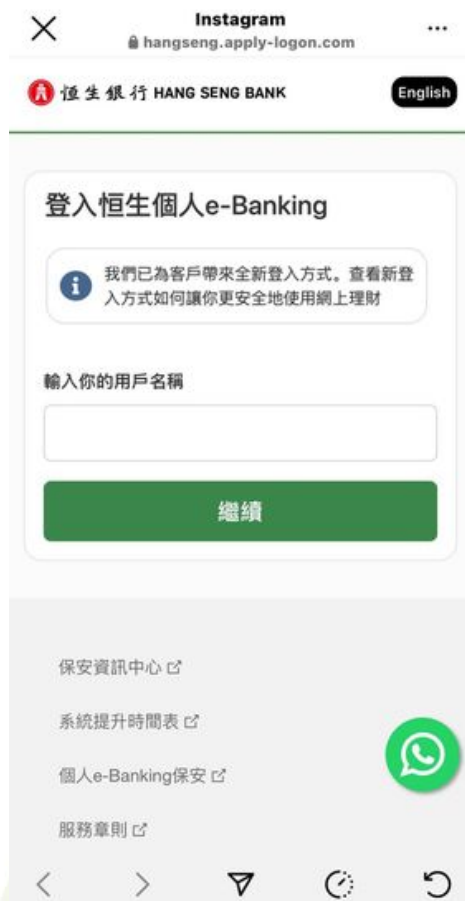 Instagram
hangseng.apply-logon.com
恒生銀行 HANG SENG BANK
English
登入恒生個人e-Banking
我們已為客戶帶來全新登入方式。查看新登
入方式如何讓你更安全地使用網上理財
輸入你的用戶名稱
繼續
保安資訊中心
系統提升時間表
個人e-Banking保安
服務章則